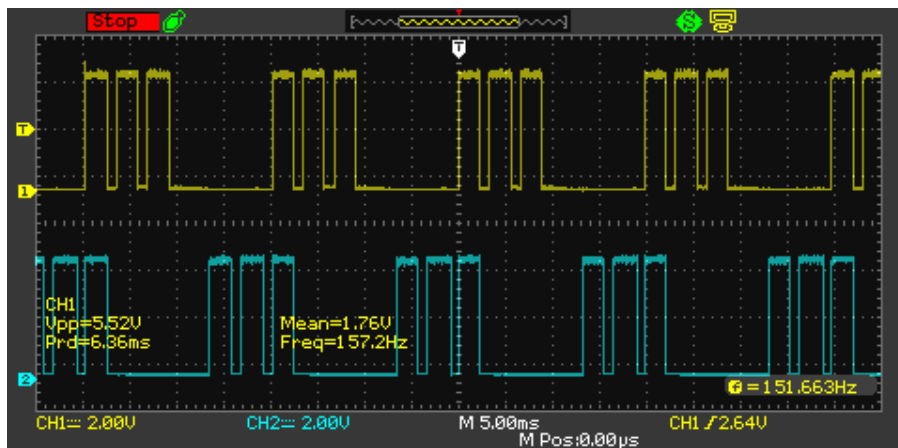 Stop
T
S
T
1
CH1
Vpp=5.52V Mean=1.76V
Prd=6.36ms Freq=157.2Hz
2
f=151.663Hz
CH1 2.00V CH2 2.00V M 5.00ms CH1 2.64V
M Pos:0.00µs